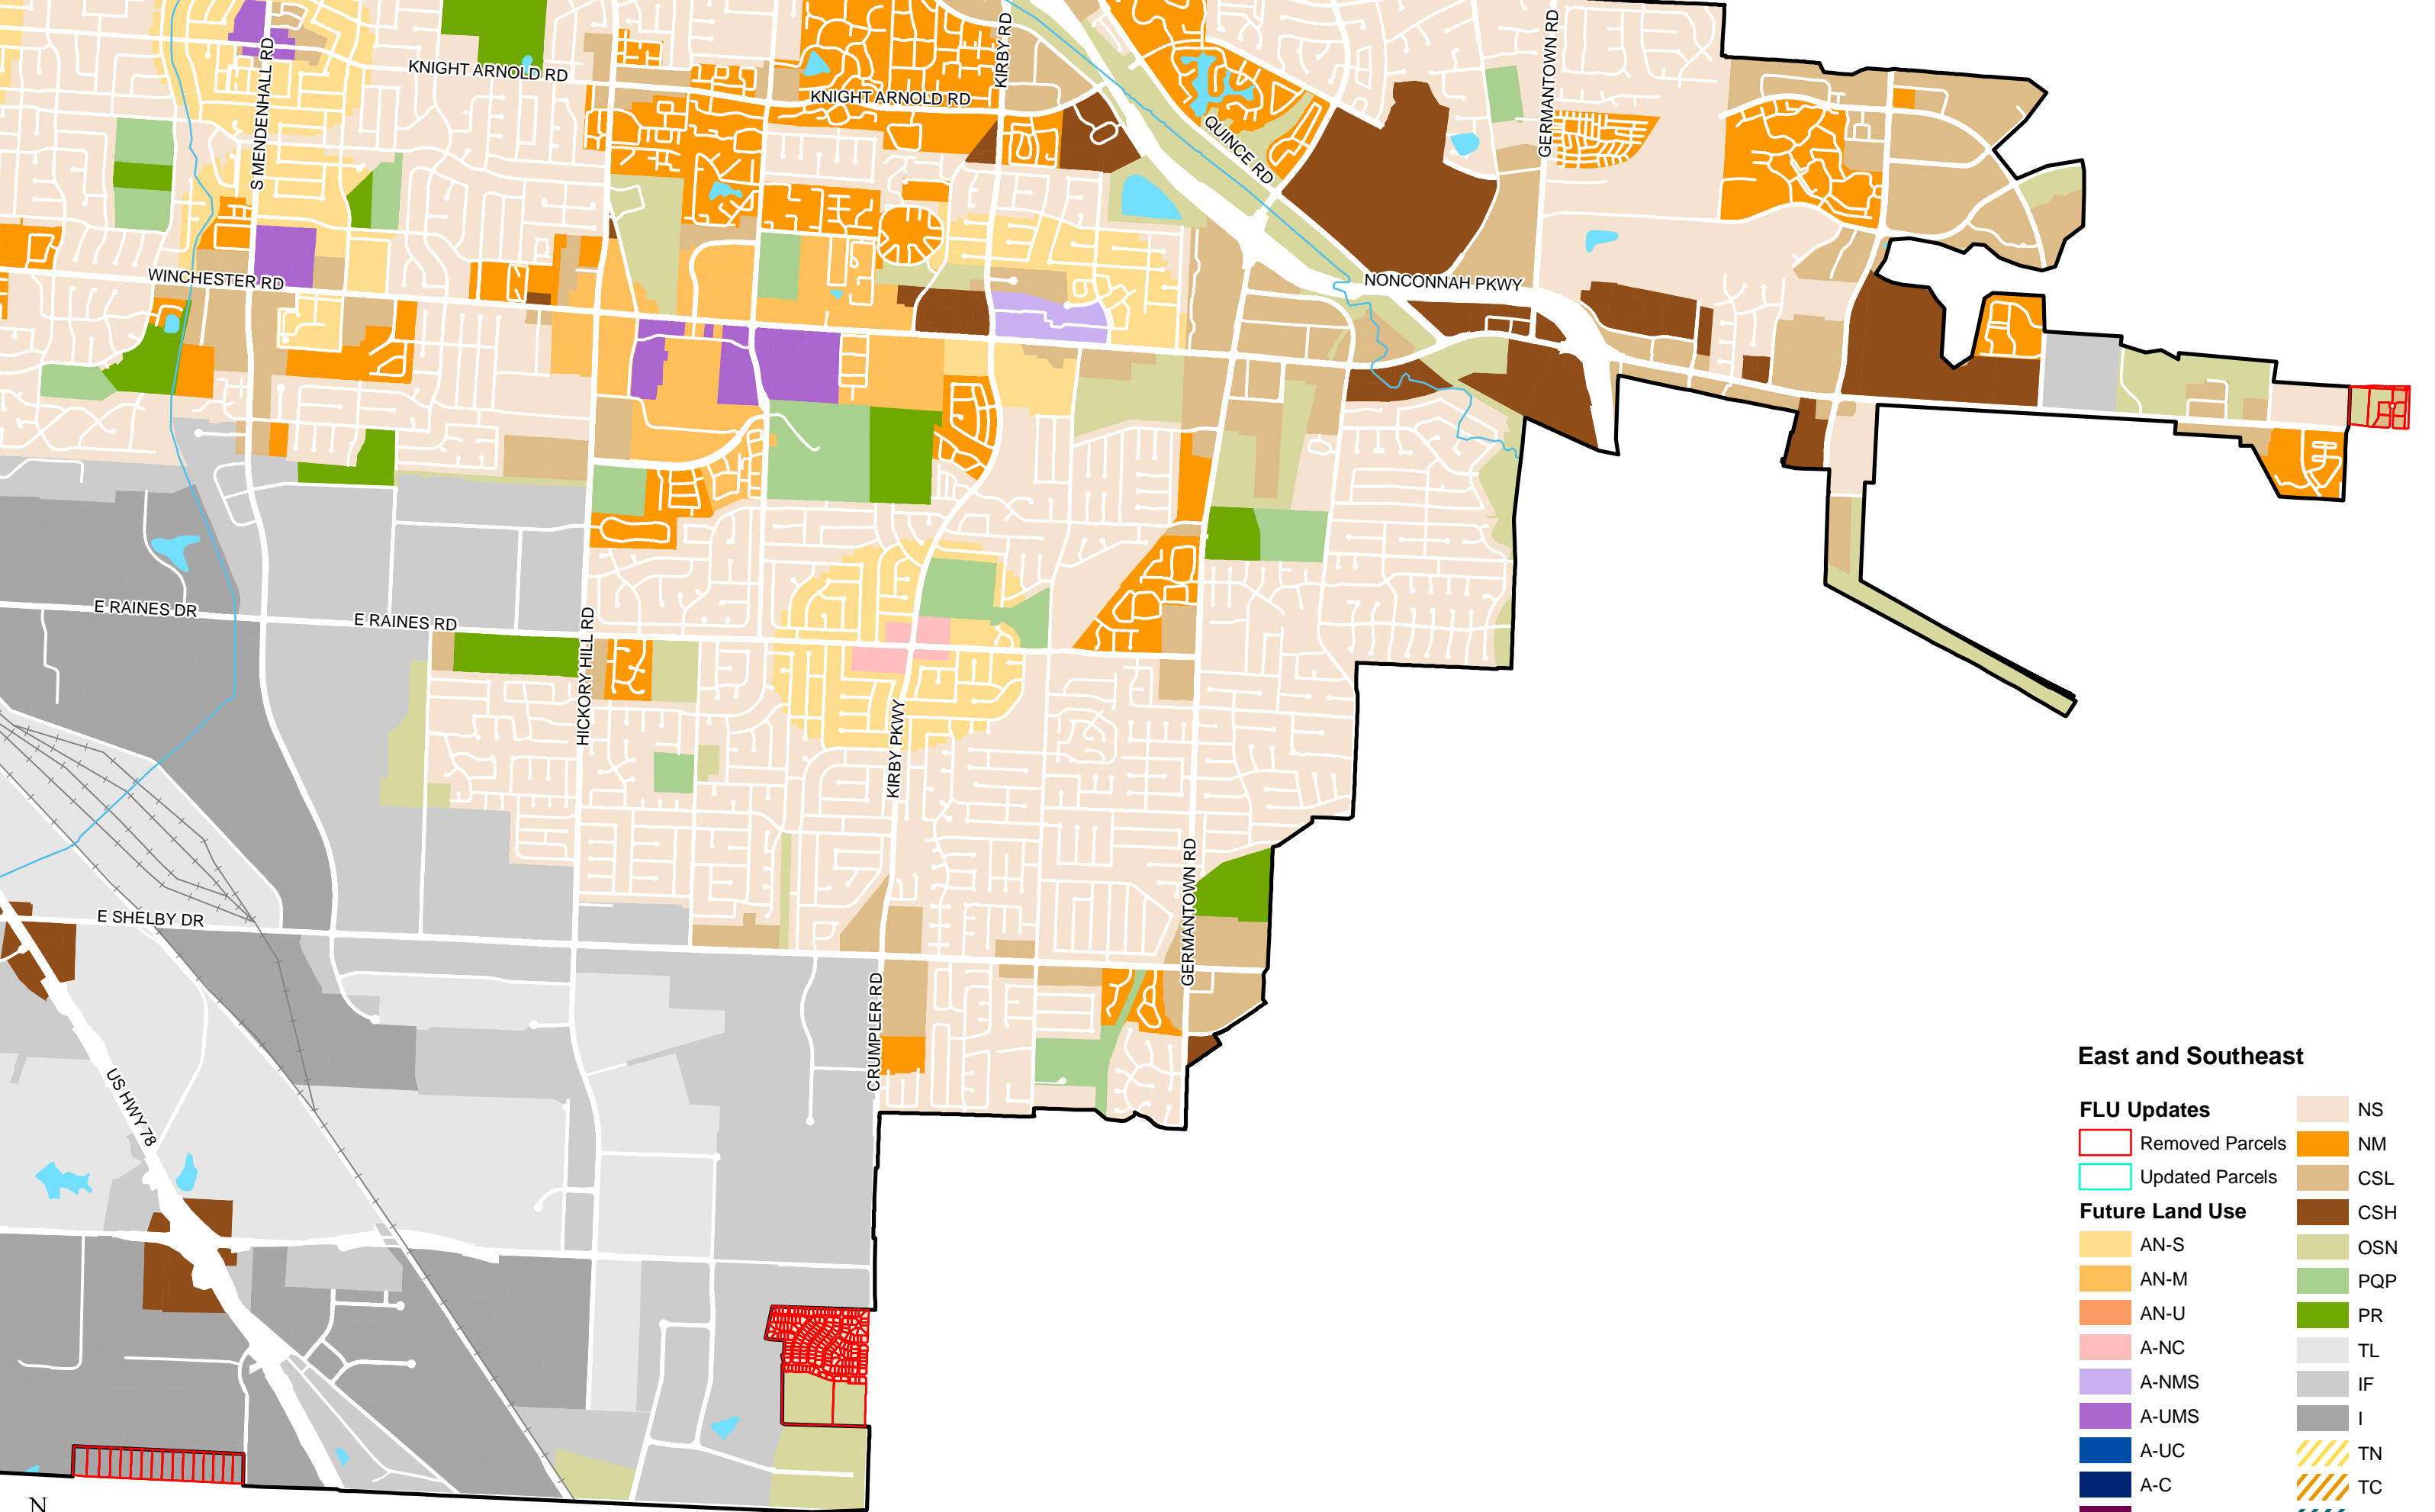 KIRBY RD
GERMANTOWN RD
S MENDENHALL RD
KNIGHT ARNOLD RD
KNIGHT ARNOLD RD
QUINCE RD
WINCHESTER RD
NONCONNAH PKWY
E RAINES DR
E RAINES RD
HICKORY HILL RD
KIRBY PKWY
GERMANTOWN RD
E SHELBY DR
CRUMPLER RD
US HWY 78
N
East and Southeast
FLU Updates
Removed Parcels
Updated Parcels
Future Land Use
AN-S
AN-M
AN-U
A-NC
A-NMS
A-UMS
A-UC
A-C
NS
NM
CSL
CSH
OSN
PQP
PR
TL
IF
I
TN
TC